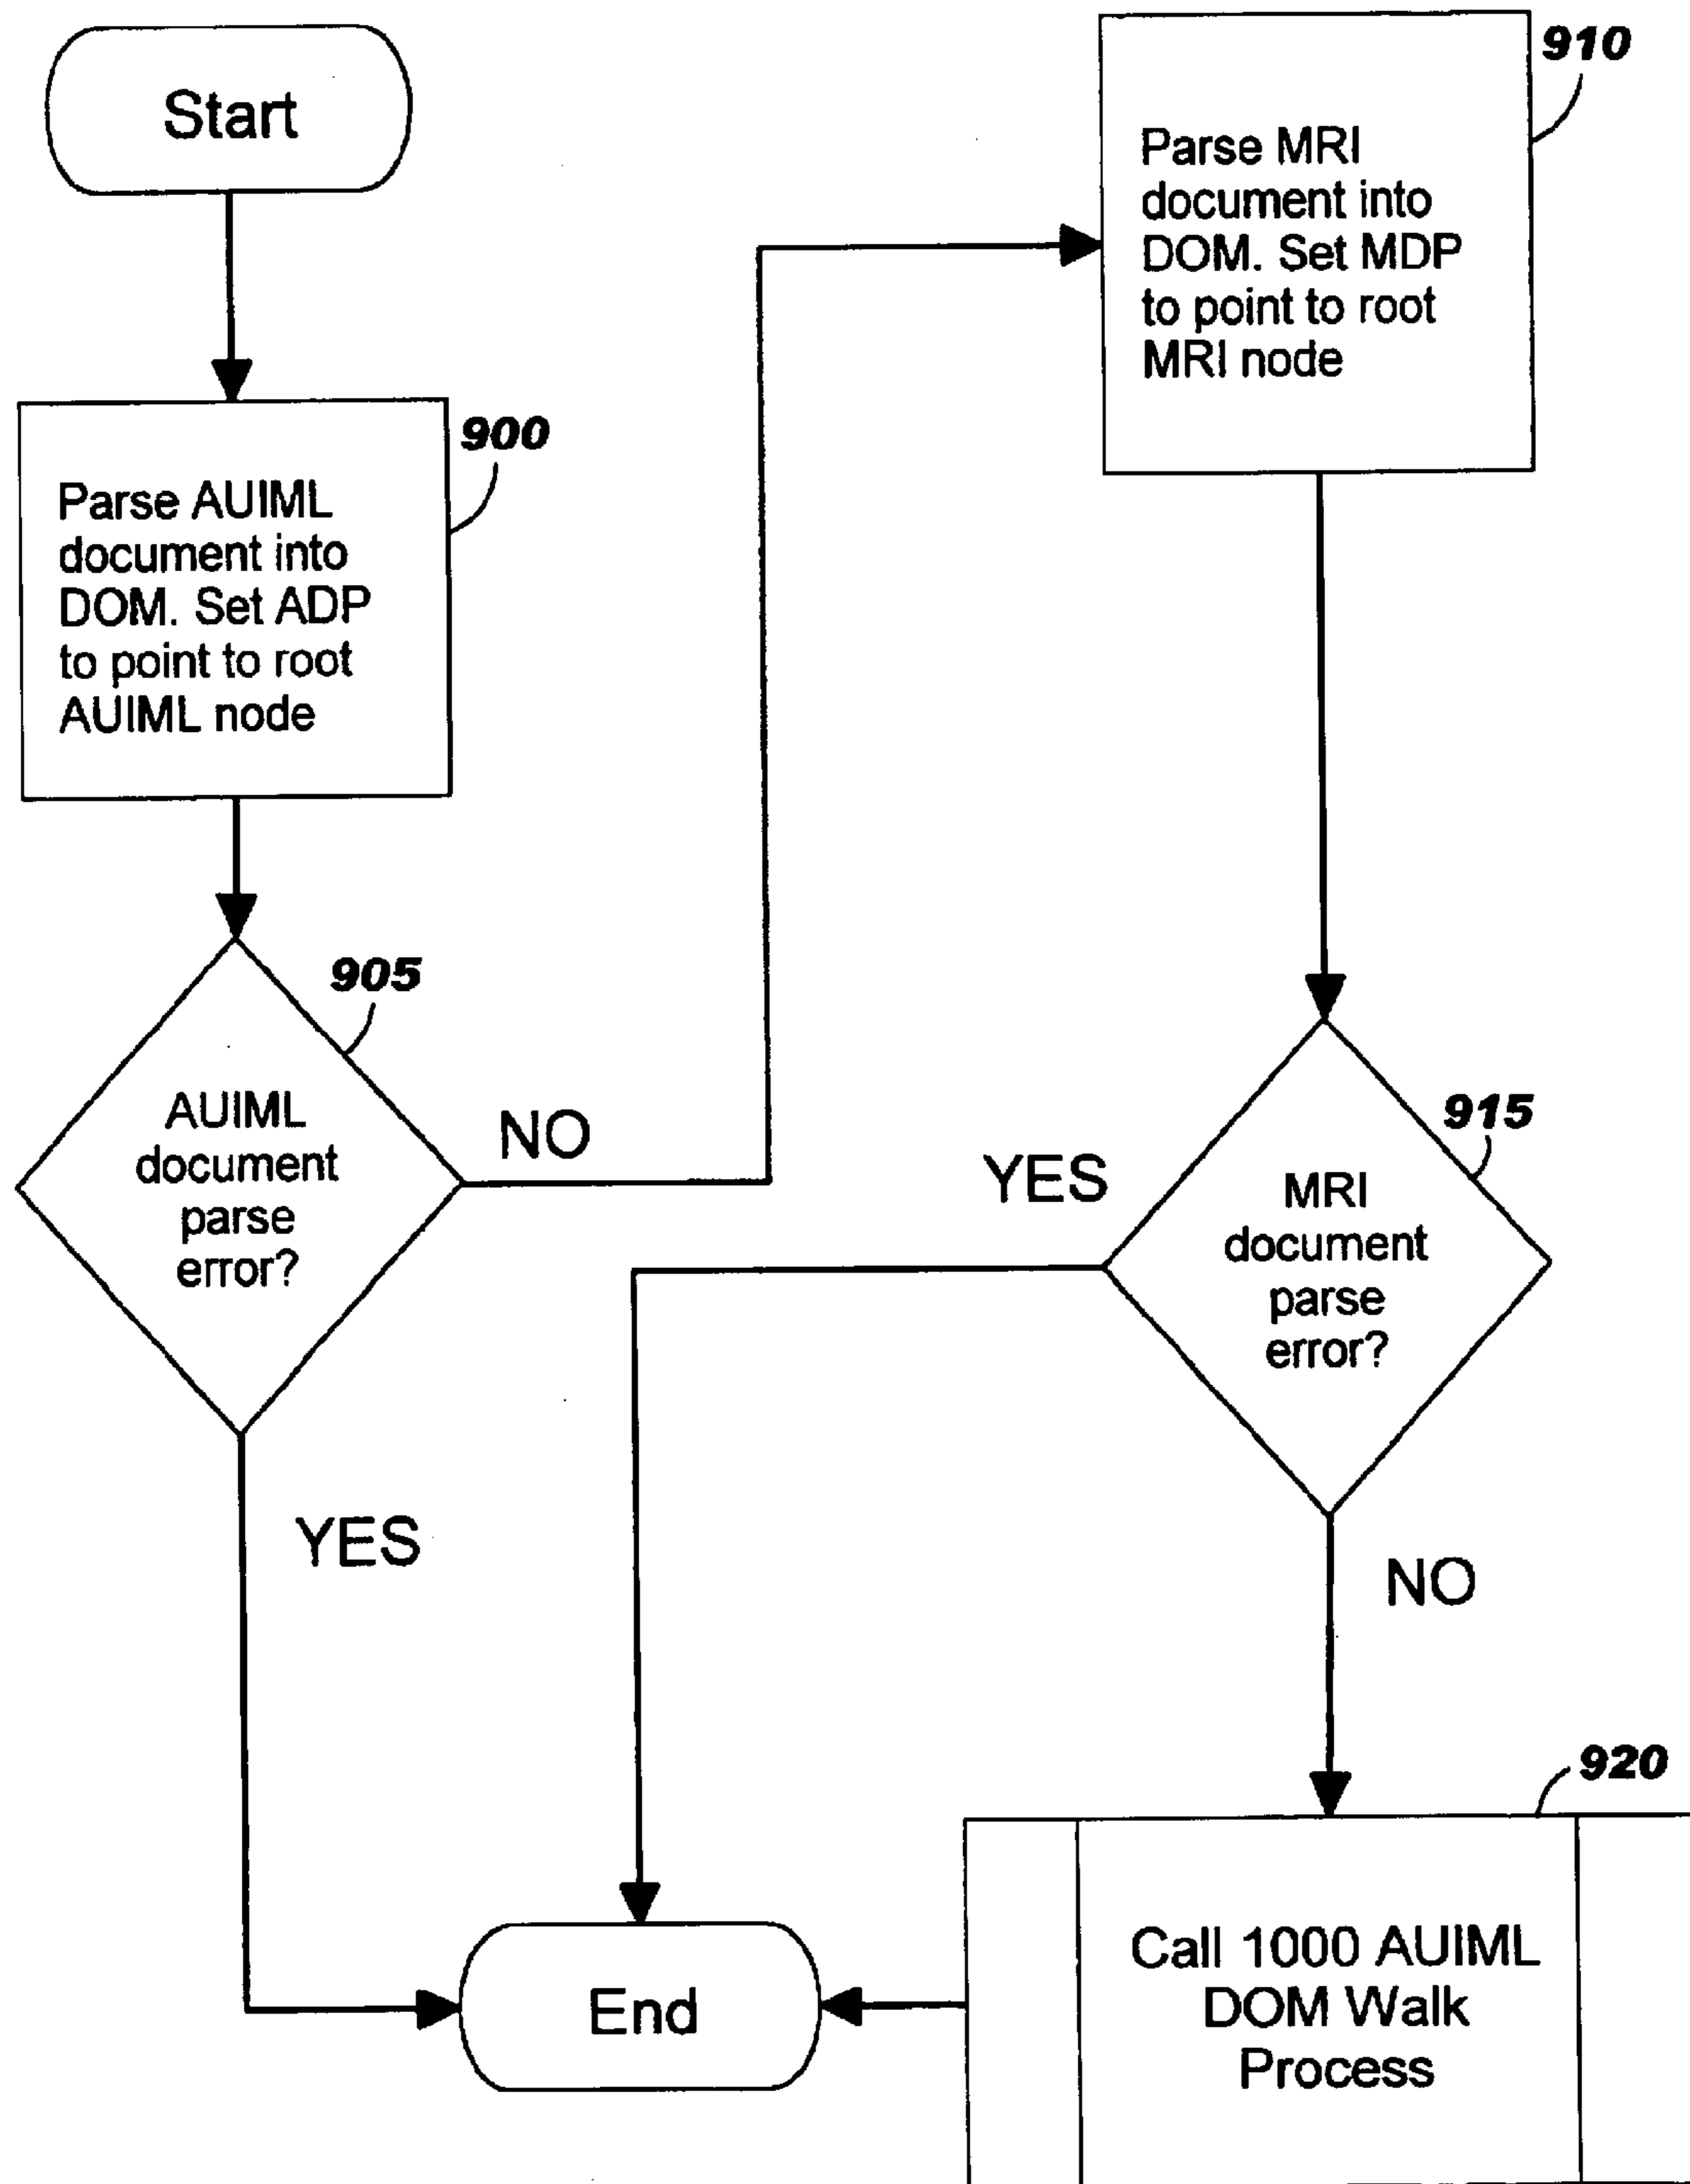 Start
900
Parse AUIML
document into
DOM. Set ADP
to point to root
AUIML node
905
AUIML
document
parse
error?
NO
YES
910
Parse MRI
document into
DOM. Set MDP
to point to root
MRI node
915
MRI
document
parse
error?
YES
NO
920
Call 1000 AUIML
DOM Walk
Process
End